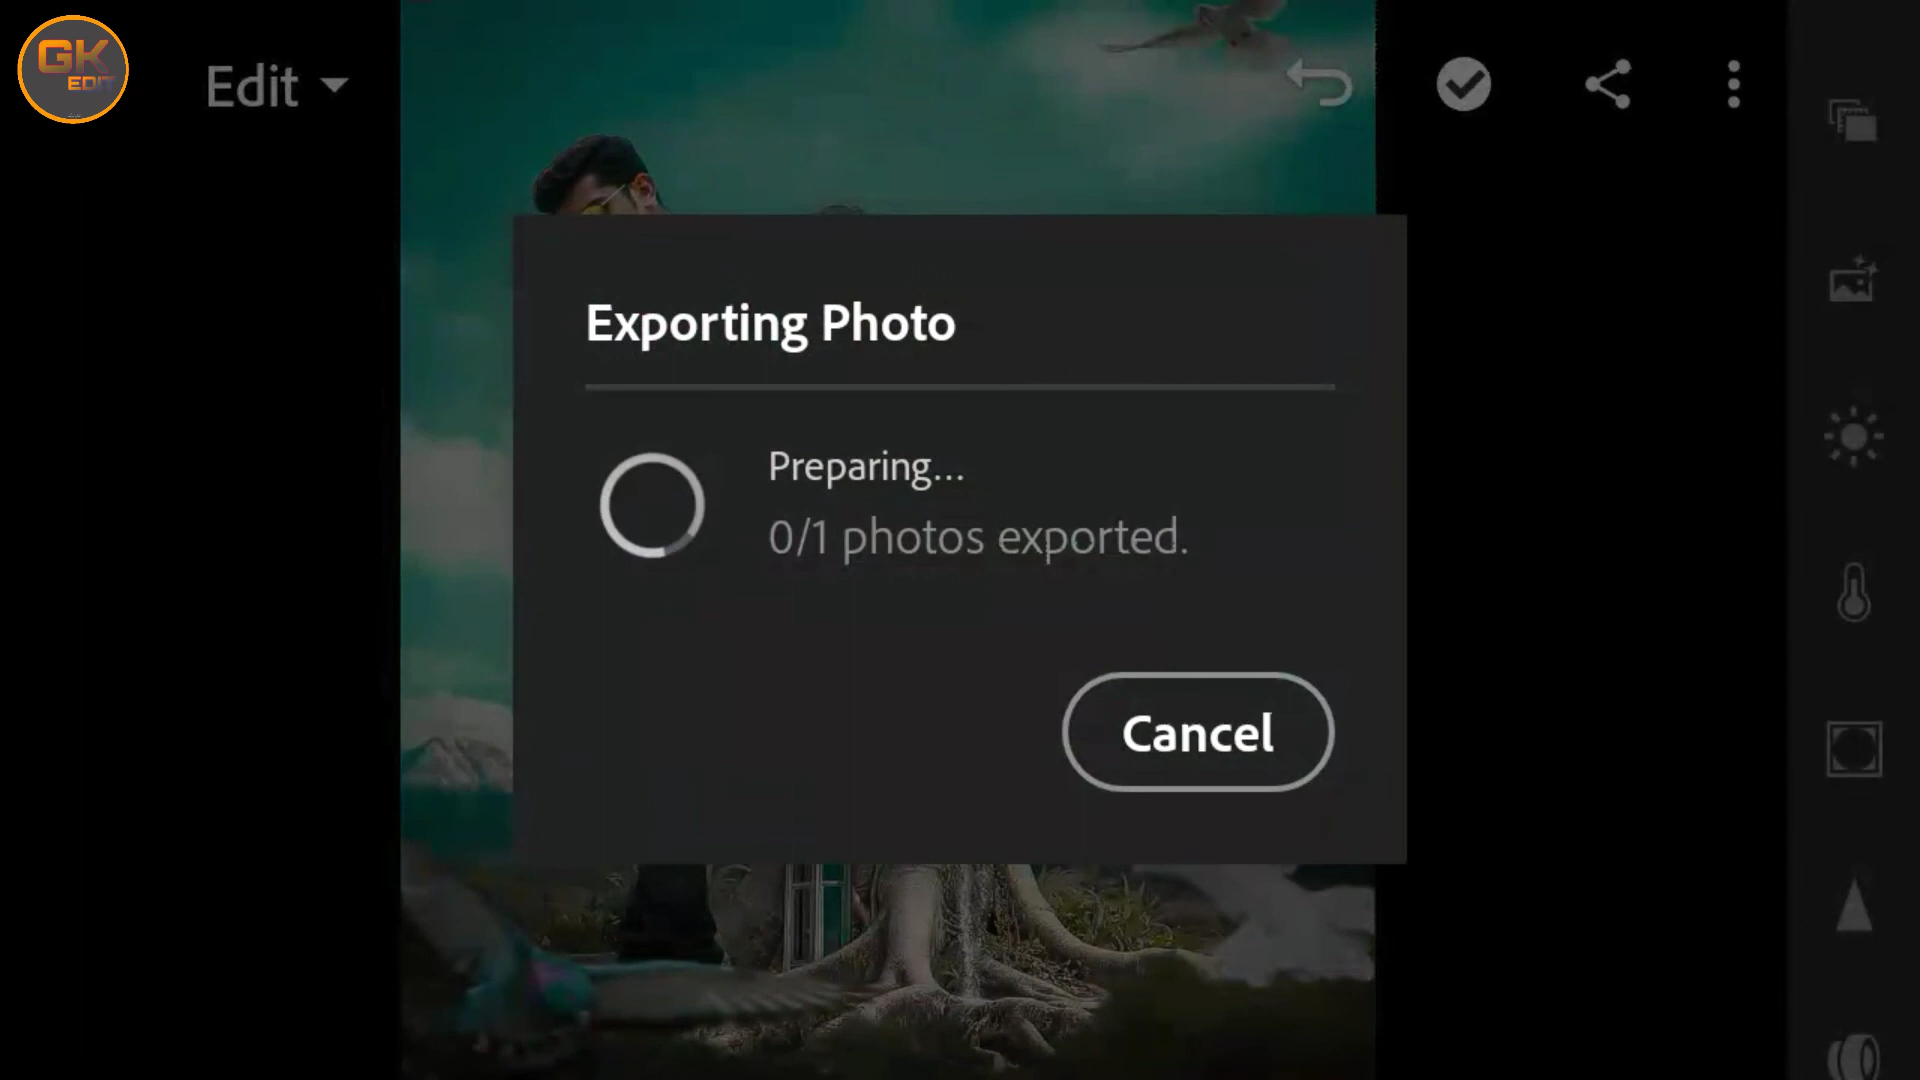 GK
EDIT
Edit
Exporting Photo
Preparing...
0/1 photos exported.
Cancel